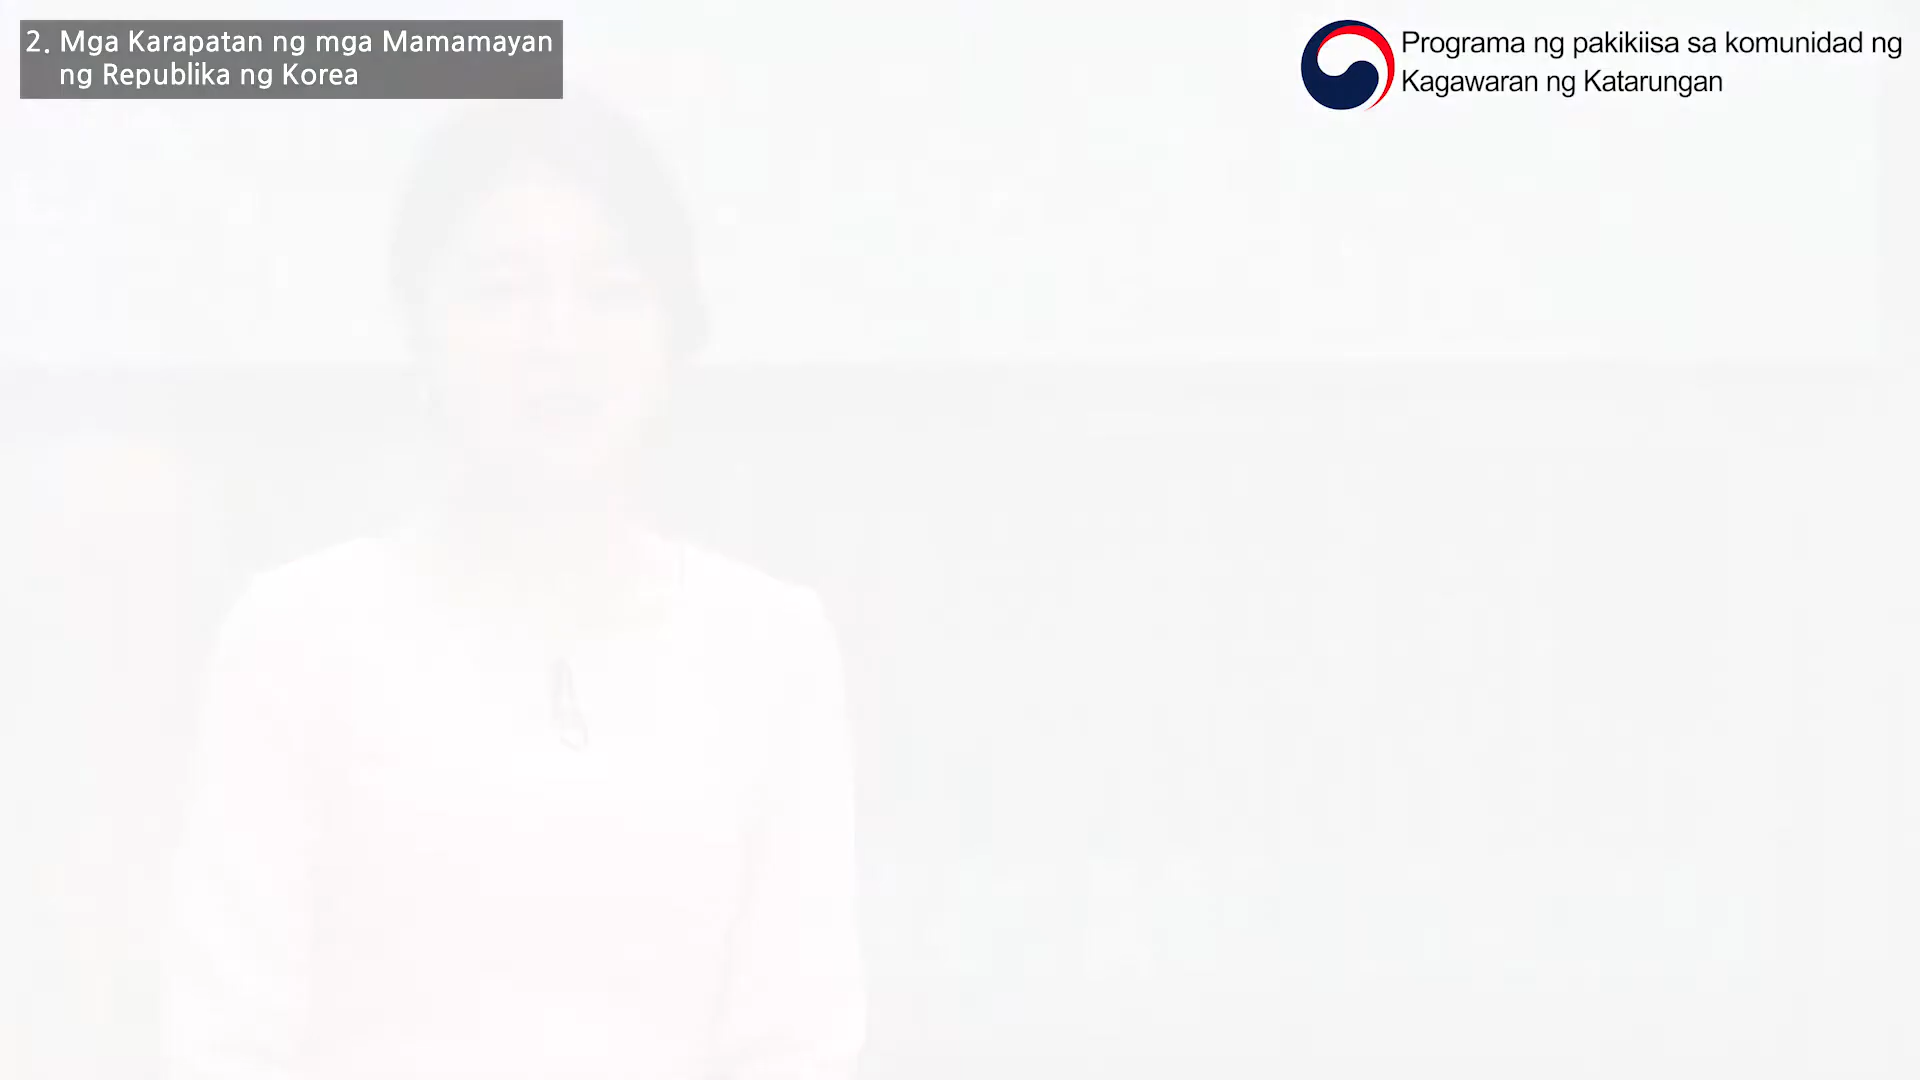 2. Mga Karapatan ng mga Mamamayan
ng Republika ng Korea
Programa ng pakikiisa sa komunidad ng
Kagawaran ng Katarungan